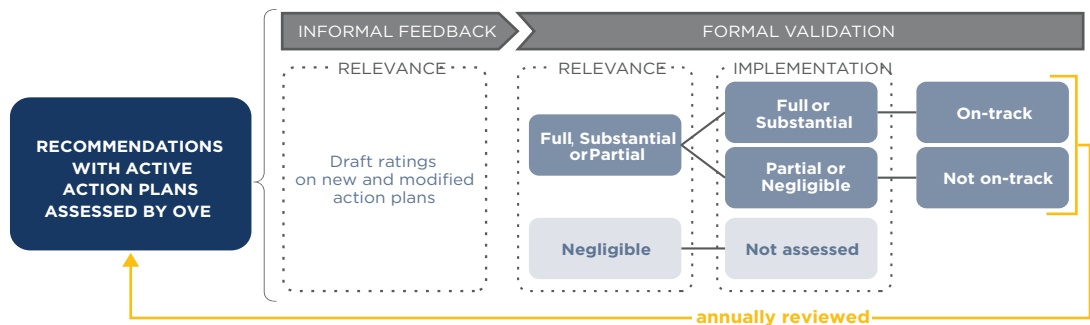 INFORMAL FEEDBACK
FORMAL VALIDATION
RELEVANCE
RELEVANCE
IMPLEMENTATION
RECOMMENDATIONS
WITH ACTIVE
ACTION PLANS
ASSESSED BY OVE
Draft ratings
on new and modified
action plans
Full, Substantial
or Partial
Full or
Substantial
On-track
Partial or
Negligible
Not on-track
Negligible
Not assessed
annually reviewed